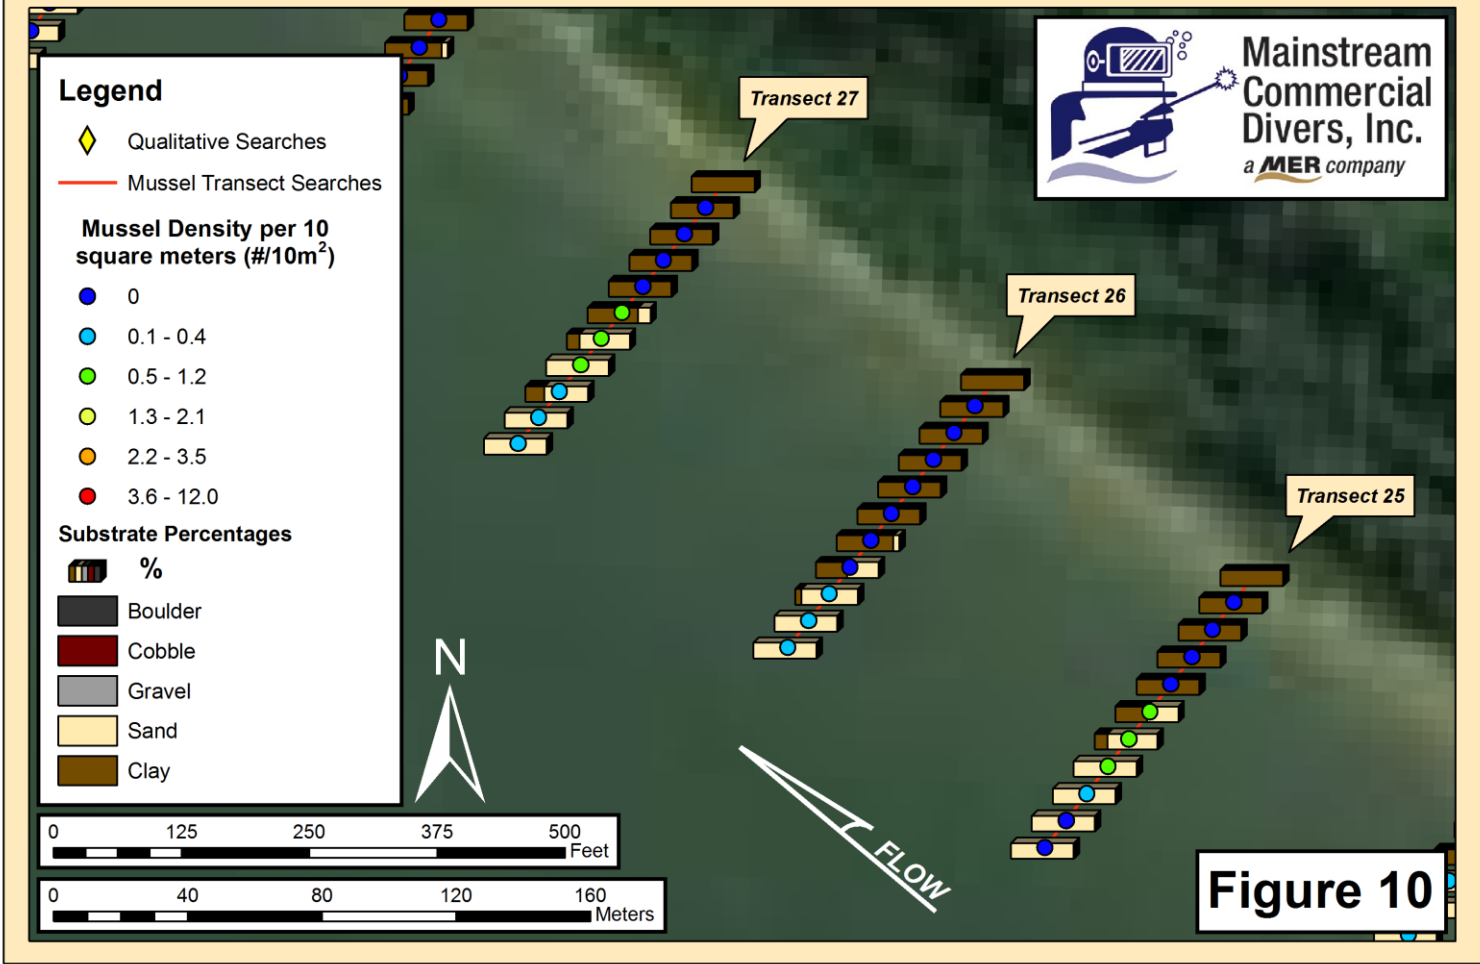 Legend
Qualitative Searches
Mussel Transect Searches
Mussel Density per 10
square meters (#/10m²)
0
0.1 - 0.4
0.5 - 1.2
1.3 - 2.1
2.2 - 3.5
3.6 - 12.0
Substrate Percentages
%
Boulder
Cobble
Gravel
Sand
Clay
Transect 27
Transect 26
Transect 25
Mainstream
Commercial
Divers, Inc.
a MER company
N
FLOW
0 125 250 375 500
Feet
0 40 80 120 160
Meters
Figure 10